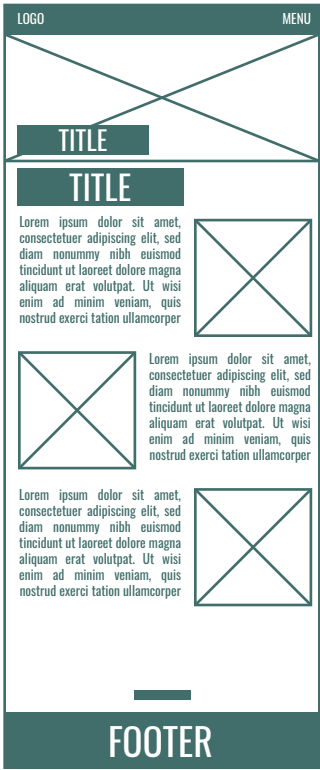 LOGO MENU
TITLE
TITLE
Lorem ipsum dolor sit amet,
consectetuer adipiscing elit, sed
diam nonummy nibh euismod
tincidunt ut laoreet dolore magna
aliquam erat volutpat. Ut wisi
enim ad minim veniam, quis
nostrud exerci tation ullamcorper
Lorem ipsum dolor sit amet,
consectetuer adipiscing elit, sed
diam nonummy nibh euismod
tincidunt ut laoreet dolore magna
aliquam erat volutpat. Ut wisi
enim ad minim veniam, quis
nostrud exerci tation ullamcorper
Lorem ipsum dolor sit amet,
consectetuer adipiscing elit, sed
diam nonummy nibh euismod
tincidunt ut laoreet dolore magna
aliquam erat volutpat. Ut wisi
enim ad minim veniam, quis
nostrud exerci tation ullamcorper
FOOTER